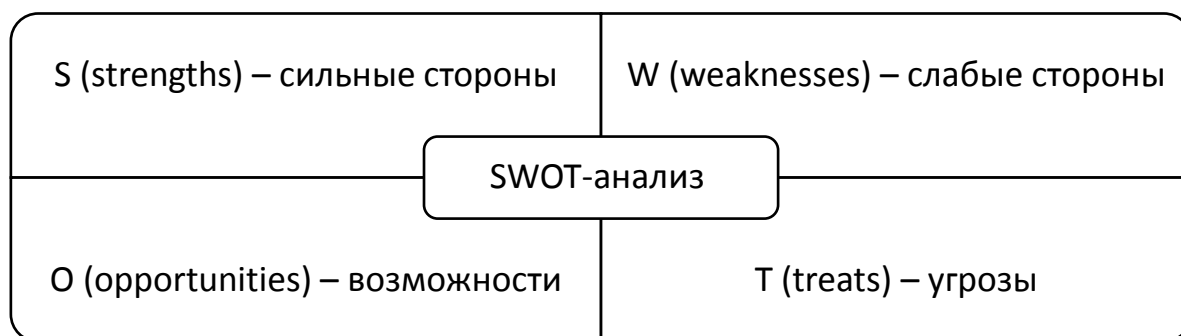 S (strengths) – сильные стороны
W (weaknesses) – слабые стороны
SWOT-анализ
O (opportunities) – возможности
T (treats) – угрозы